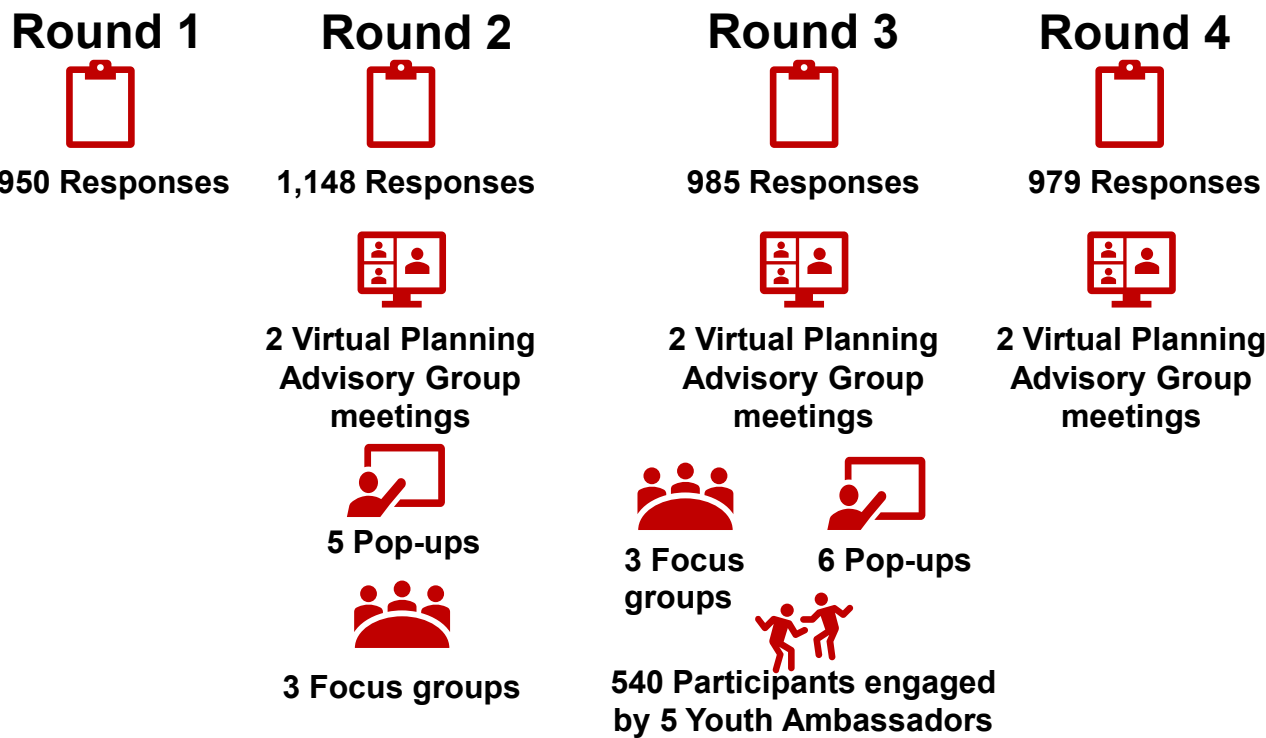 Round 1
950 Responses
Round 2
1,148 Responses
2 Virtual Planning
Advisory Group
meetings
5 Pop-ups
3 Focus groups
Round 3
985 Responses
2 Virtual Planning
Advisory Group
meetings
3 Focus
groups
6 Pop-ups
540 Participants engaged
by 5 Youth Ambassadors
Round 4
979 Responses
2 Virtual Planning
Advisory Group
meetings